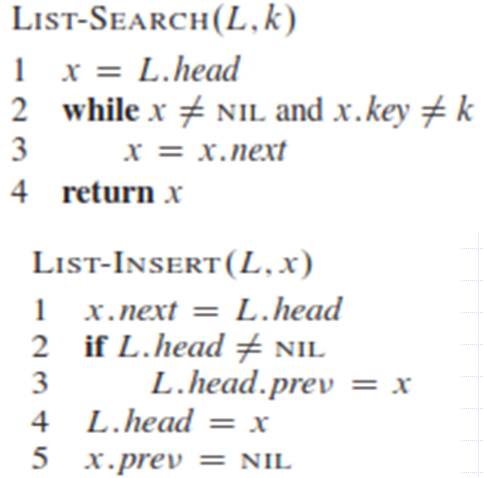 LIST-SEARCH(L, k)
1 x = L.head
2 while x ≠ NIL and x.key ≠ k
3 x = x.next
4 return x
LIST-INSERT(L, x)
1 x.next = L.head
2 if L.head ≠ NIL
3 L.head.prev = x
4 L.head = x
5 x.prev = NIL